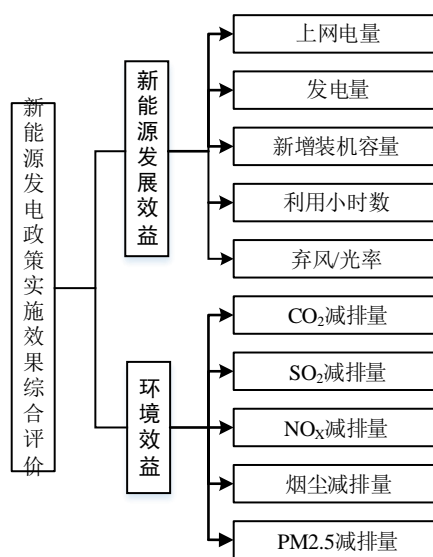 新能源发电政策实施效果综合评价
新能源发展效益
上网电量
发电量
新增装机容量
利用小时数
弃风/光率
环境效益
CO₂减排量
SO₂减排量
NOX减排量
烟尘减排量
PM2.5减排量